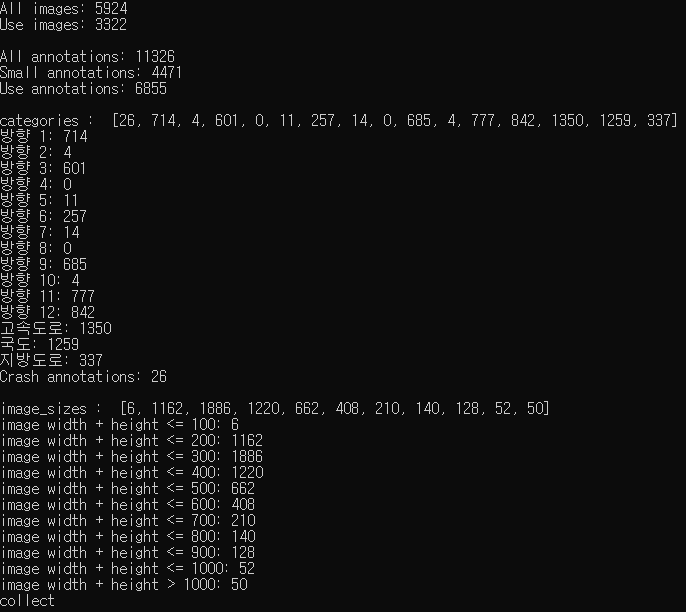 All images: 5924
Use images: 3322
All annotations: 11326
Small annotations: 4471
Use annotations: 6855
categories :  [26, 714, 4, 601, 0, 11, 257, 14, 0, 685, 4, 777, 842, 1350, 1259, 337]
방향 1: 714
방향 2: 4
방향 3: 601
방향 4: 0
방향 5: 11
방향 6: 257
방향 7: 14
방향 8: 0
방향 9: 685
방향 10: 4
방향 11: 777
방향 12: 842
고속도로: 1350
국도: 1259
지방도로: 337
Crash annotations: 26
image_sizes :  [6, 1162, 1886, 1220, 662, 408, 210, 140, 128, 52, 50]
image width + height <= 100: 6
image width + height <= 200: 1162
image width + height <= 300: 1886
image width + height <= 400: 1220
image width + height <= 500: 662
image width + height <= 600: 408
image width + height <= 700: 210
image width + height <= 800: 140
image width + height <= 900: 128
image width + height <= 1000: 52
image width + height > 1000: 50
collect